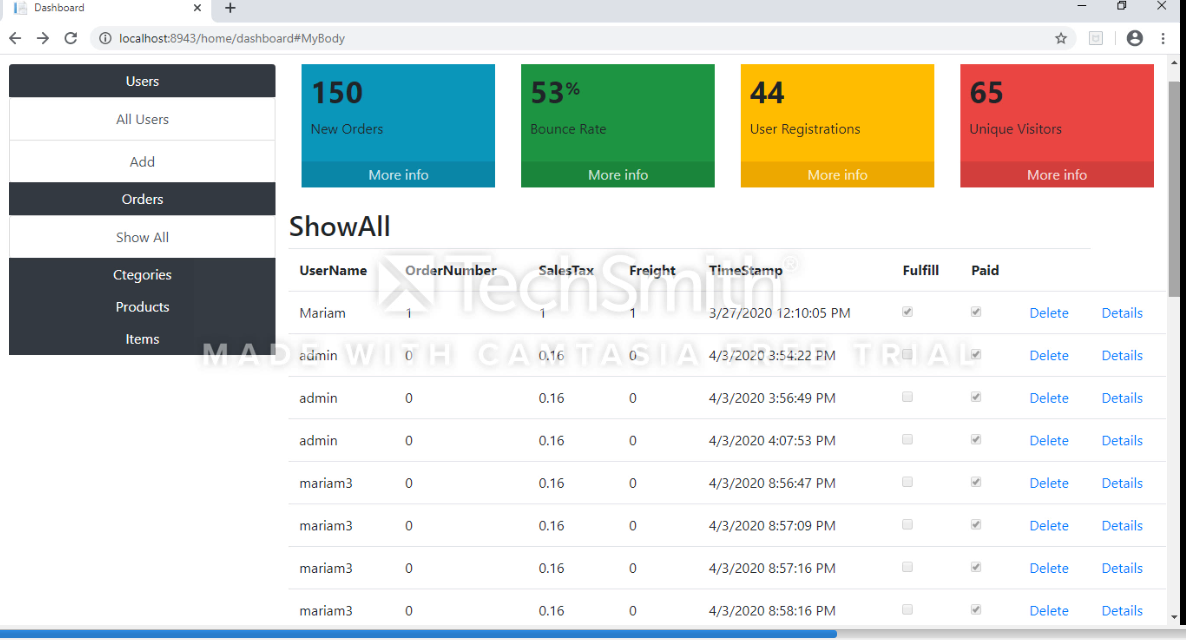 Dashboard
localhost:8943/home/dashboard#MyBody
Users
All Users
Add
Orders
Show All
Ctegories
Products
Items
150
New Orders
More info
53%
Bounce Rate
More info
44
User Registrations
More info
65
Unique Visitors
More info
ShowAll
UserName OrderNumber SalesTax Freight TimeStamp Fulfill Paid
Mariam 1 1 1 3/27/2020 12:10:05 PM Delete Details
admin 0 0.16 0 4/3/2020 3:54:22 PM Delete Details
admin 0 0.16 0 4/3/2020 3:56:49 PM Delete Details
admin 0 0.16 0 4/3/2020 4:07:53 PM Delete Details
mariam3 0 0.16 0 4/3/2020 8:56:47 PM Delete Details
mariam3 0 0.16 0 4/3/2020 8:57:09 PM Delete Details
mariam3 0 0.16 0 4/3/2020 8:57:16 PM Delete Details
mariam3 0 0.16 0 4/3/2020 8:58:16 PM Delete Details
TechSmith®
MADE WITH CAMTASIA FREE TRIAL